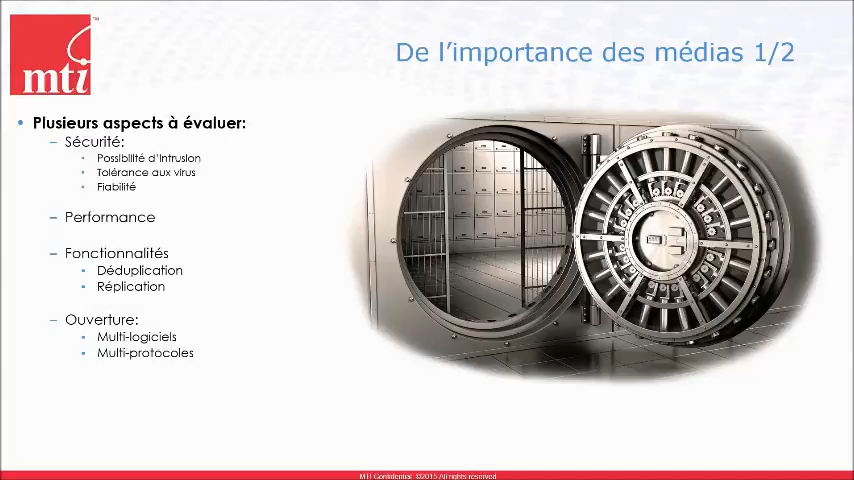 mti
TM
De l'importance des médias 1/2
• Plusieurs aspects à évaluer:
– Sécurité:
▪ Possibilité d'intrusion
▪ Tolérance aux virus
▪ Fiabilité
– Performance
– Fonctionnalités
▪ Déduplication
▪ Réplication
– Ouverture:
▪ Multi-logiciels
▪ Multi-protocoles
MTI Confidential. ©2015 All rights reserved